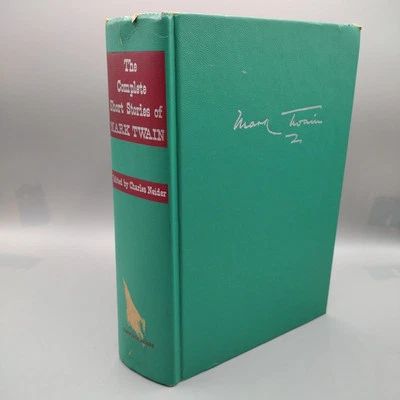 The
Complete
Short Stories of
MARK TWAIN
Edited by Charles Neider
Mark Twain